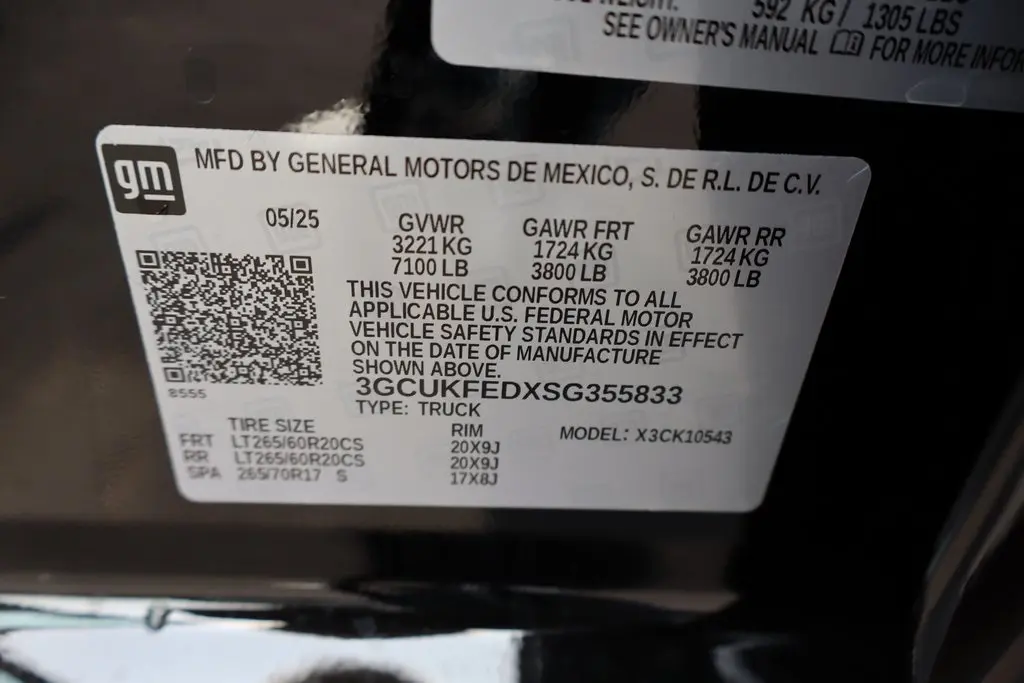 592 KG / 1305 LBS
SEE OWNER'S MANUAL FOR MORE
gm
MFD BY GENERAL MOTORS DE MEXICO, S. DE R.L. DE C.V.
05/25
GVWR GAWR FRT GAWR RR
3221 KG 1724 KG 1724 KG
7100 LB 3800 LB 3800 LB
THIS VEHICLE CONFORMS TO ALL
APPLICABLE U.S. FEDERAL MOTOR
VEHICLE SAFETY STANDARDS IN EFFECT
ON THE DATE OF MANUFACTURE
SHOWN ABOVE.
8555
3GCUKFEDXSG355833
TYPE: TRUCK
TIRE SIZE RIM MODEL: X3CK10543
FRT LT265/60R20CS 20X9J
RR LT265/60R20CS 20X9J
SPA 265/70R17 S 17X8J